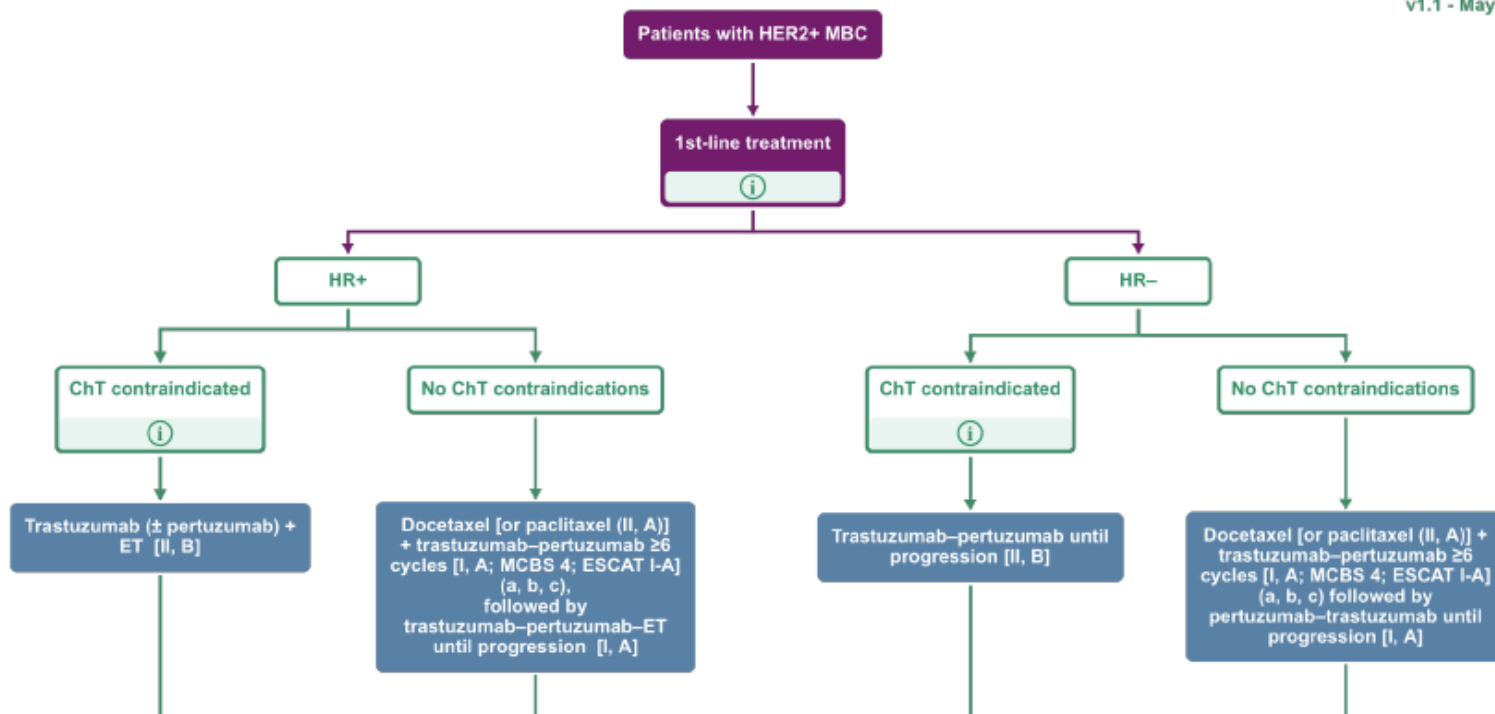 v1.1 - May
Patients with HER2+ MBC
1st-line treatment
i
HR+
HR–
ChT contraindicated
i
No ChT contraindications
ChT contraindicated
i
No ChT contraindications
Trastuzumab (± pertuzumab) +
ET [II, B]
Docetaxel [or paclitaxel (II, A)]
+ trastuzumab–pertuzumab ≥6
cycles [I, A; MCBS 4; ESCAT I-A]
(a, b, c),
followed by
trastuzumab–pertuzumab–ET
until progression [I, A]
Trastuzumab–pertuzumab until
progression [II, B]
Docetaxel [or paclitaxel (II, A)] +
trastuzumab–pertuzumab ≥6
cycles [I, A; MCBS 4; ESCAT I-A]
(a, b, c) followed by
pertuzumab–trastuzumab until
progression [I, A]